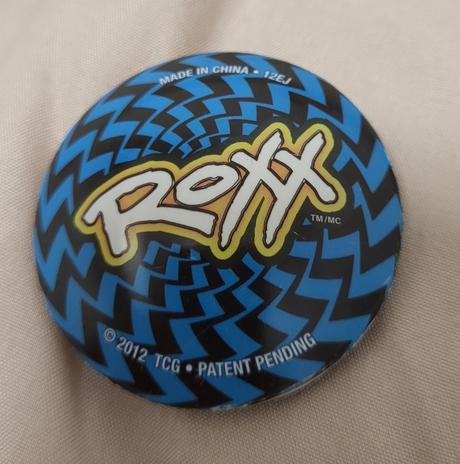 MADE IN CHINA • 12EJ
ROXX
TM/MC
© 2012 TCG • PATENT PENDING